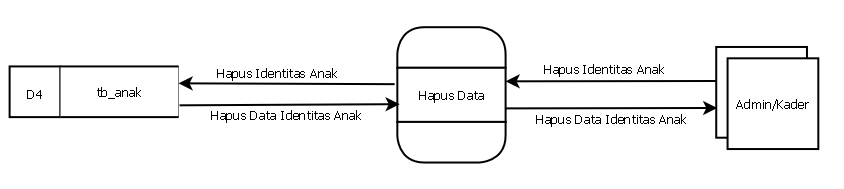 Hapus Identitas Anak
Hapus Identitas Anak
D4
tb_anak
Hapus Data
Admin/Kader
Hapus Data Identitas Anak
Hapus Data Identitas Anak